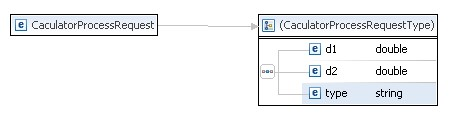 e CaculatorProcessRequest
(CaculatorProcessRequestType)
e d1 double
e d2 double
e type string